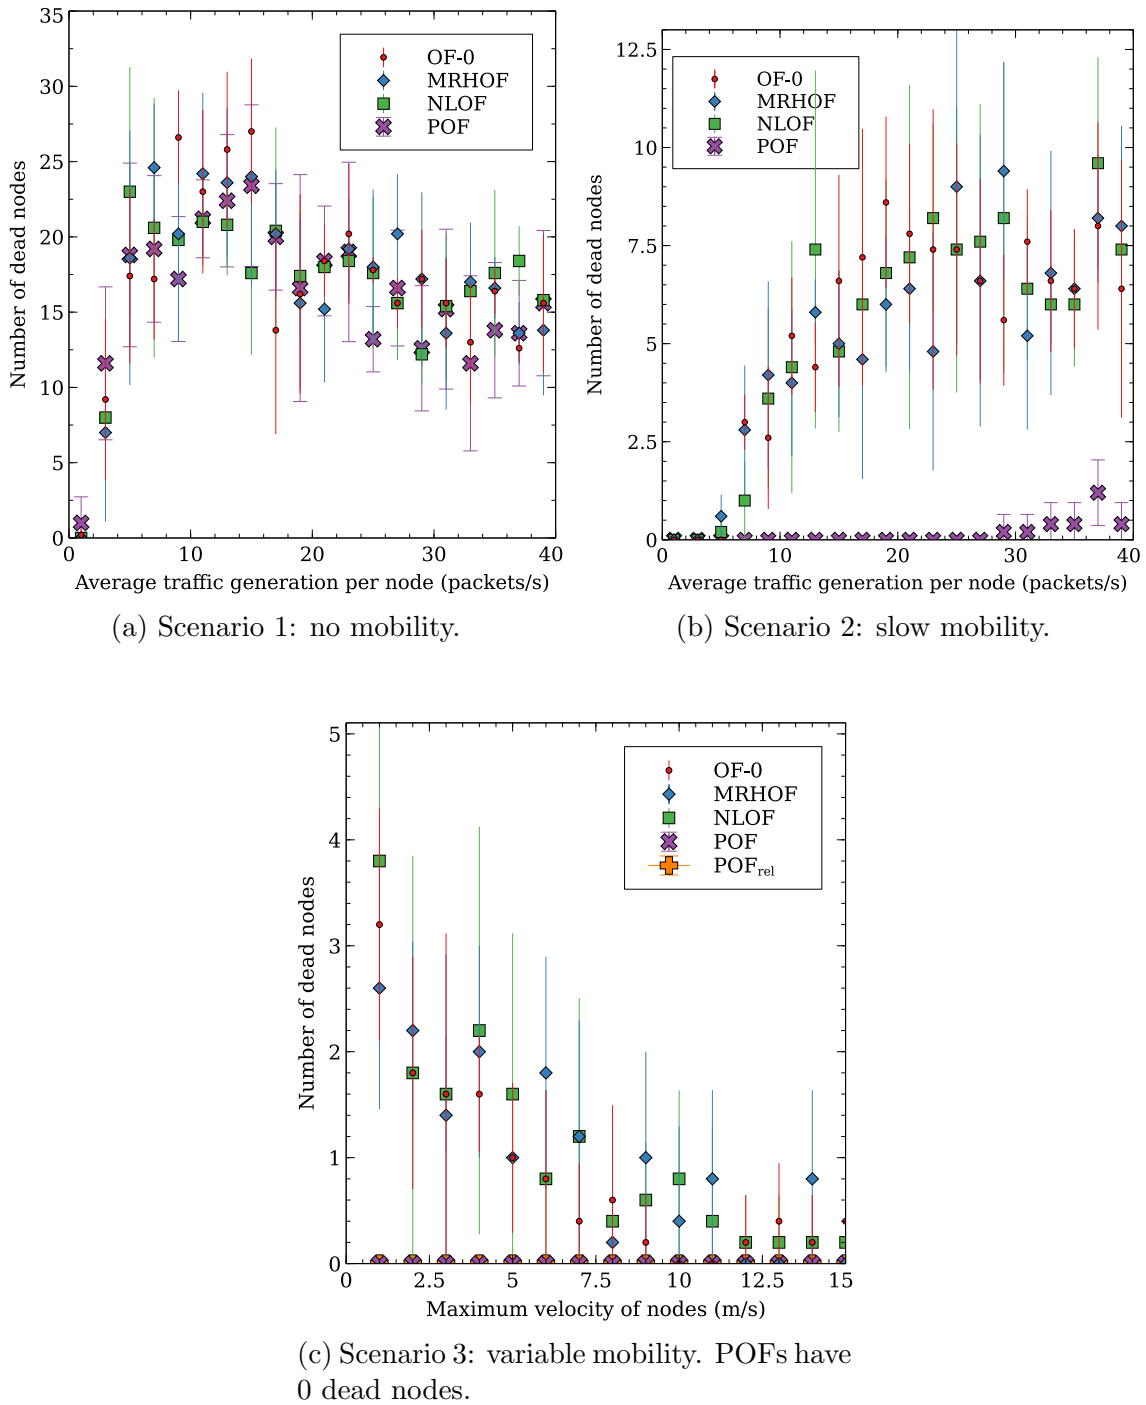 35
30
25
20
15
10
5
0
Number of dead nodes
OF-0
MRHOF
NLOF
POF
0 10 20 30 40
Average traffic generation per node (packets/s)
(a) Scenario 1: no mobility.
12.5
10
7.5
5
2.5
0
Number of dead nodes
OF-0
MRHOF
NLOF
POF
0 10 20 30 40
Average traffic generation per node (packets/s)
(b) Scenario 2: slow mobility.
5
4
3
2
1
0
Number of dead nodes
OF-0
MRHOF
NLOF
POF
POFrel
0 2.5 5 7.5 10 12.5 15
Maximum velocity of nodes (m/s)
(c) Scenario 3: variable mobility. POFs have
0 dead nodes.